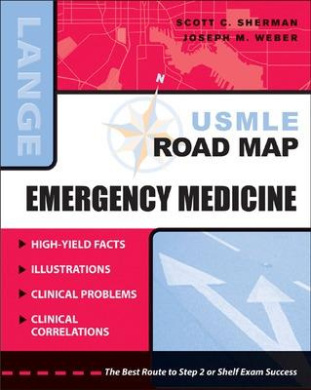 LANGE
SCOTT C. SHERMAN
JOSEPH M. WEBER
N
USMLE
ROAD MAP
EMERGENCY MEDICINE
HIGH-YIELD FACTS
ILLUSTRATIONS
CLINICAL PROBLEMS
CLINICAL
CORRELATIONS
The Best Route to Step 2 or Shelf Exam Success